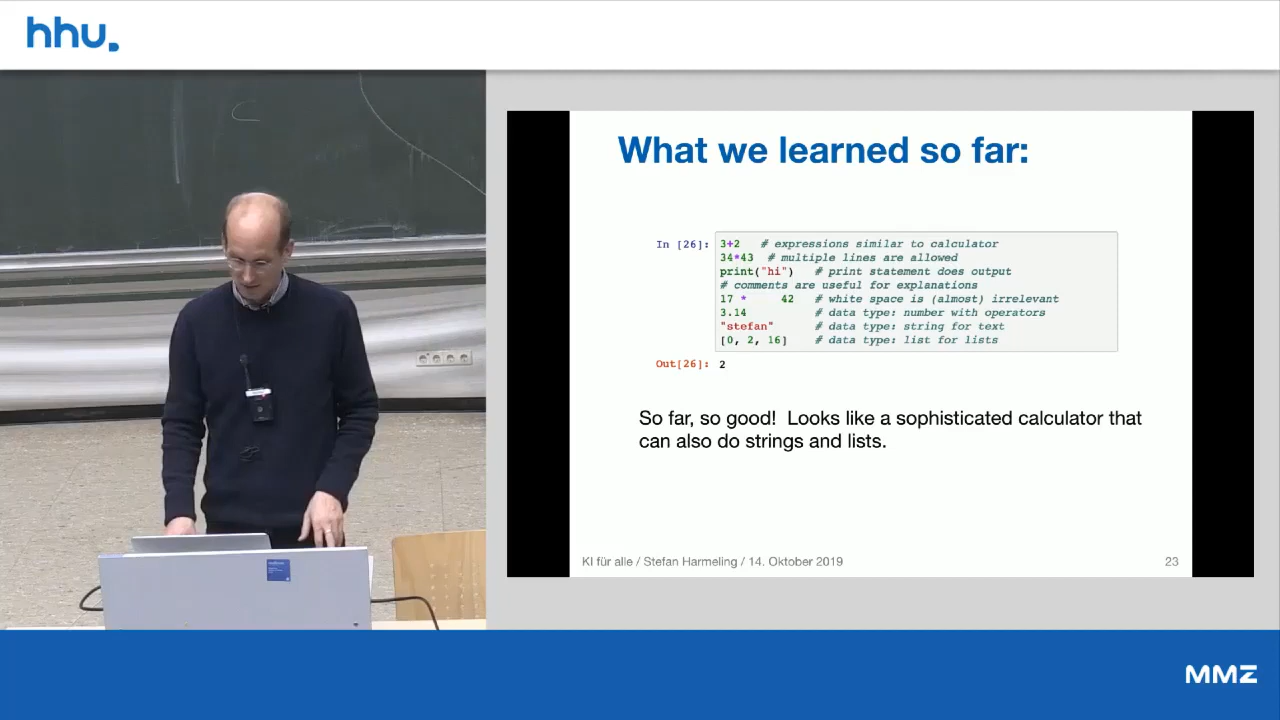 hhu.
What we learned so far:
In [26]: 3+2 # expressions similar to calculator
34*43 # multiple lines are allowed
print("hi") # print statement does output
# comments are useful for explanations
17 * 42 # white space is (almost) irrelevant
3.14 # data type: number with operators
"stefan" # data type: string for text
[0, 2, 16] # data type: list for lists
Out[26]: 2
So far, so good! Looks like a sophisticated calculator that
can also do strings and lists.
KI für alle / Stefan Harmeling / 14. Oktober 2019 23
MMZ